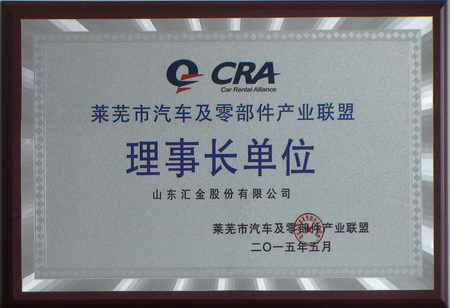 CRA
Car Rental Alliance
莱芜市汽车及零部件产业联盟
理事长单位
山东汇金股份有限公司
莱芜市汽车及零部件产业联盟
二〇一五年五月